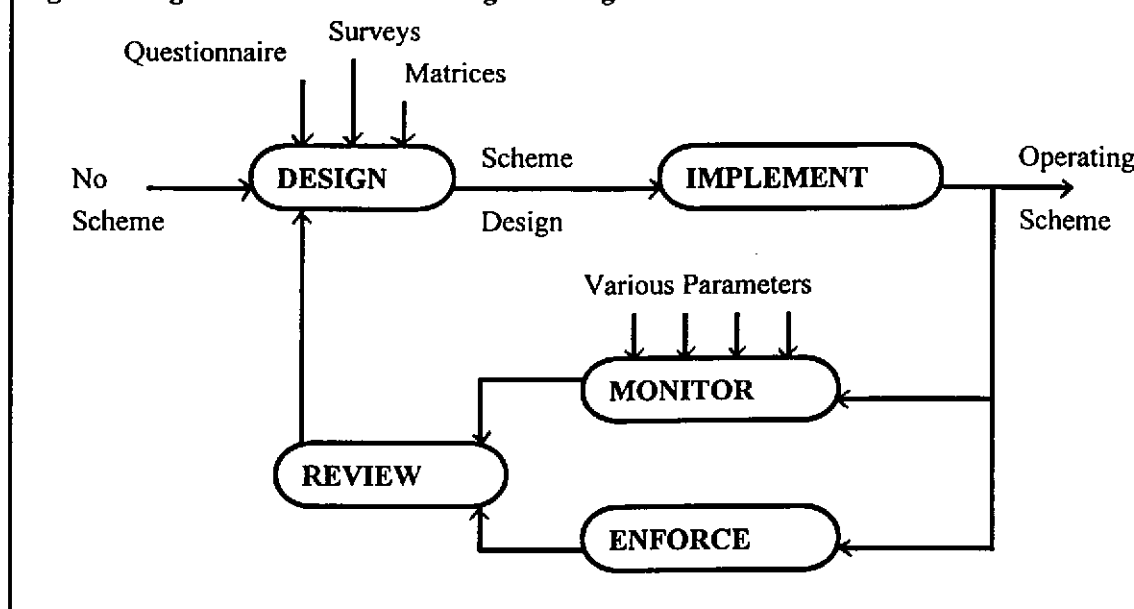 Surveys
Questionnaire
Matrices
No
Scheme
DESIGN
Scheme
Design
IMPLEMENT
Operating
Scheme
Various Parameters
MONITOR
REVIEW
ENFORCE